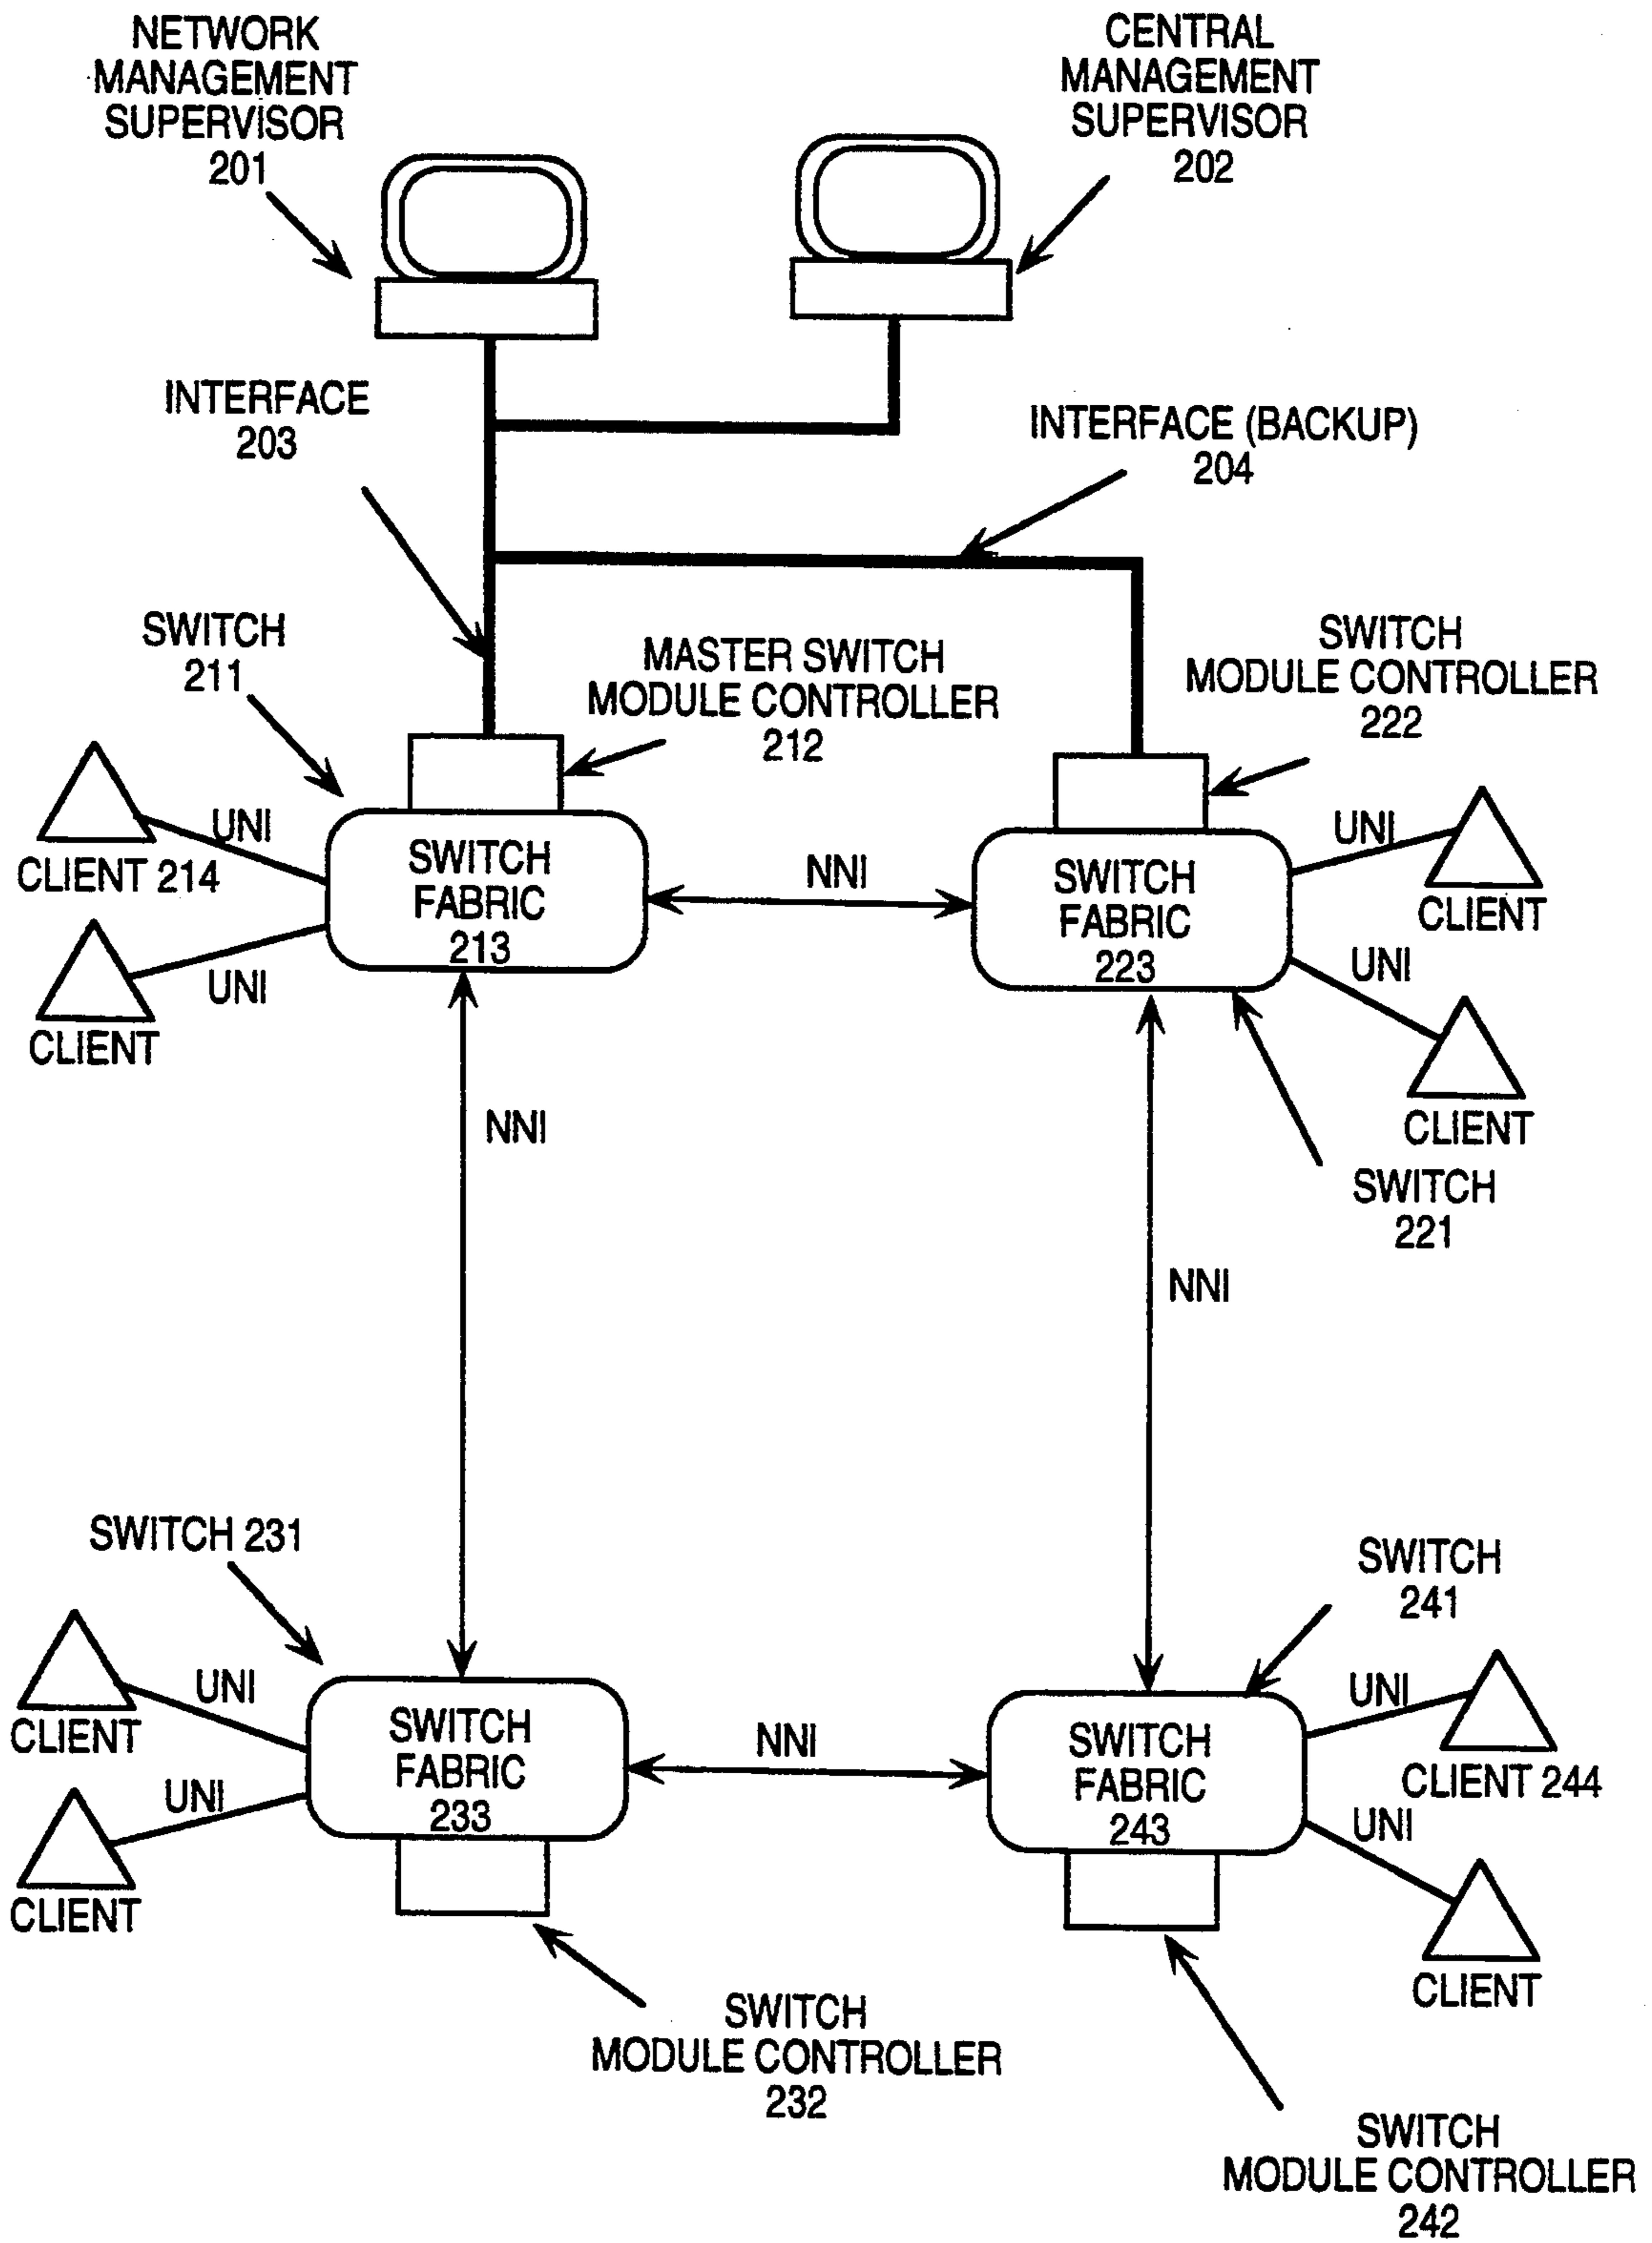 NETWORK
MANAGEMENT
SUPERVISOR
201
CENTRAL
MANAGEMENT
SUPERVISOR
202
INTERFACE
203
INTERFACE (BACKUP)
204
SWITCH
211
MASTER SWITCH
MODULE CONTROLLER
212
SWITCH
MODULE CONTROLLER
222
UNI
CLIENT 214
SWITCH
FABRIC
213
NNI
SWITCH
FABRIC
223
UNI
CLIENT
UNI
CLIENT
UNI
CLIENT
NNI
SWITCH
221
NNI
SWITCH 231
SWITCH
241
UNI
CLIENT
UNI
CLIENT
SWITCH
FABRIC
233
NNI
SWITCH
FABRIC
243
UNI
CLIENT 244
UNI
CLIENT
SWITCH
MODULE CONTROLLER
232
SWITCH
MODULE CONTROLLER
242